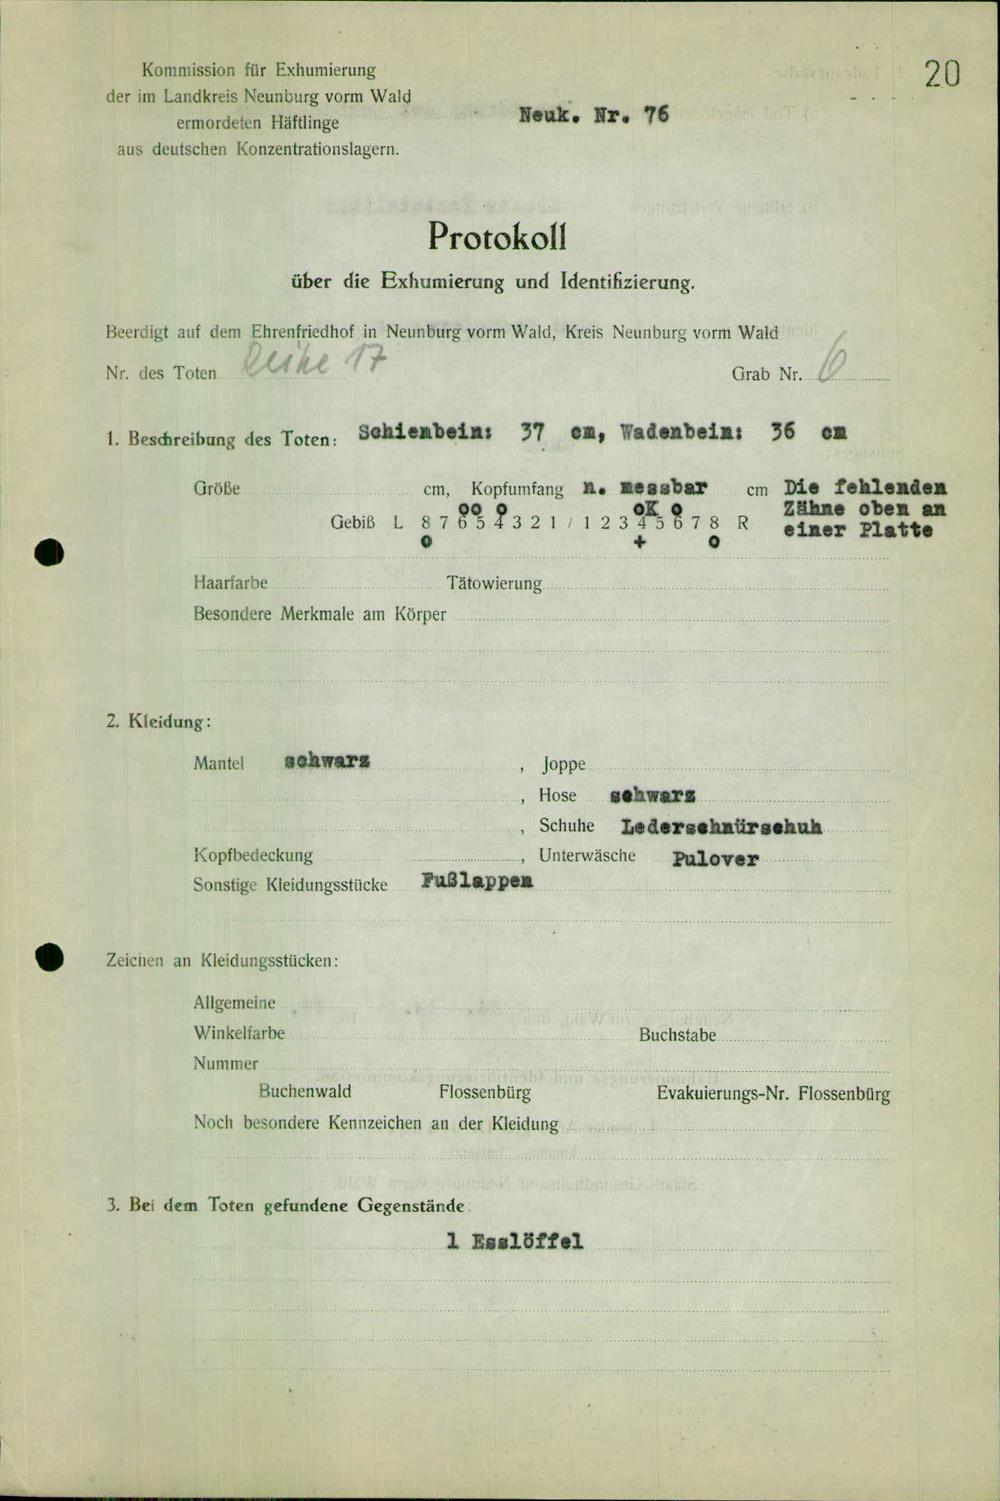 Kommission für Exhumierung
der im Landkreis Neunburg vorm Wald
ermordeten Häftlinge
aus deutschen Konzentrationslagern.
20
Neuk. Nr. 76
Protokoll
über die Exhumierung und Identifizierung.
Beerdigt auf dem Ehrenfriedhof in Neunburg vorm Wald, Kreis Neunburg vorm Wald
Nr. des Toten Reihe 17 Grab Nr. 6
1. Beschreibung des Toten: Schienbein: 37 cm, Wadenbein: 36 cm
Größe cm, Kopfumfang n. messbar cm Die fehlenden
oo o oK o Zähne oben an
Gebiß L 8 7 6 5 4 3 2 1 / 1 2 3 4 5 6 7 8 R einer Platte
o + o
Haarfarbe Tätowierung
Besondere Merkmale am Körper
2. Kleidung:
Mantel schwarz , Joppe
, Hose schwarz
, Schuhe Lederschnürschuh
Kopfbedeckung , Unterwäsche Pulover
Sonstige Kleidungsstücke Fußlappen
Zeichen an Kleidungsstücken:
Allgemeine
Winkelfarbe Buchstabe
Nummer
Buchenwald Flossenbürg Evakuierungs-Nr. Flossenbürg
Noch besondere Kennzeichen an der Kleidung
3. Bei dem Toten gefundene Gegenstände:
1 Esslöffel